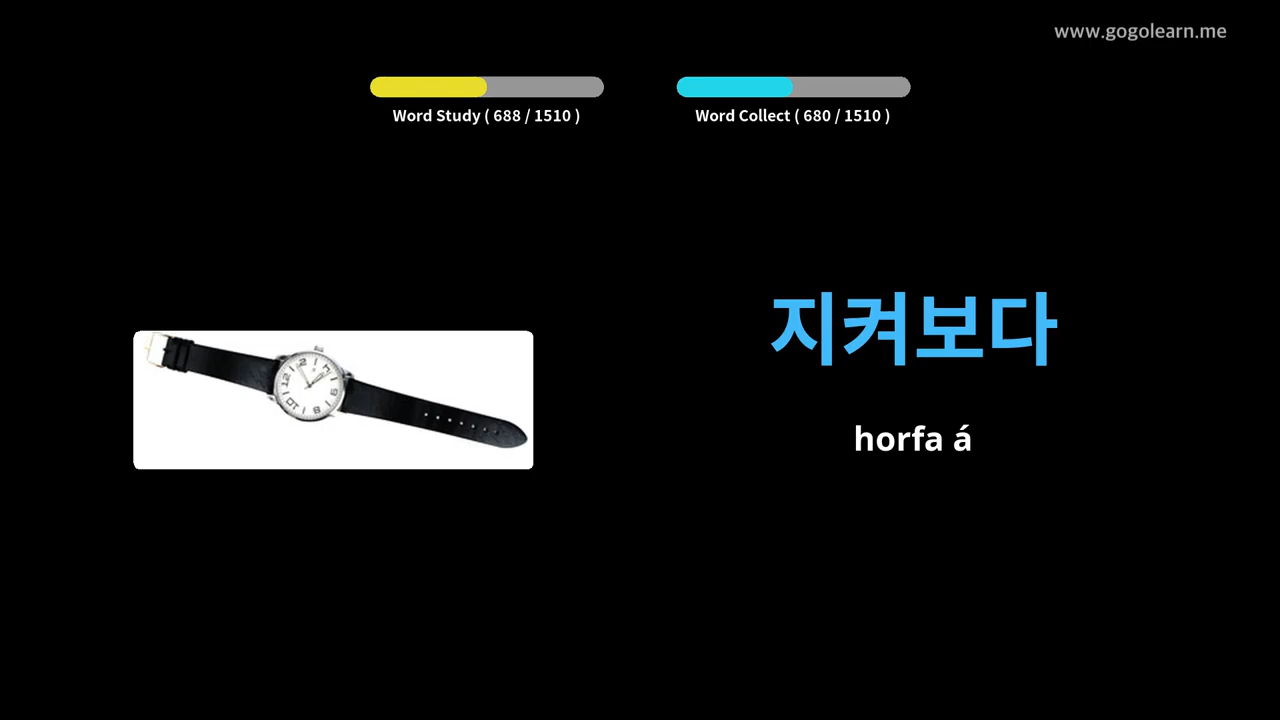 www.gogolearn.me
Word Study ( 688 / 1510 )
Word Collect ( 680 / 1510 )
지켜보다
horfa á